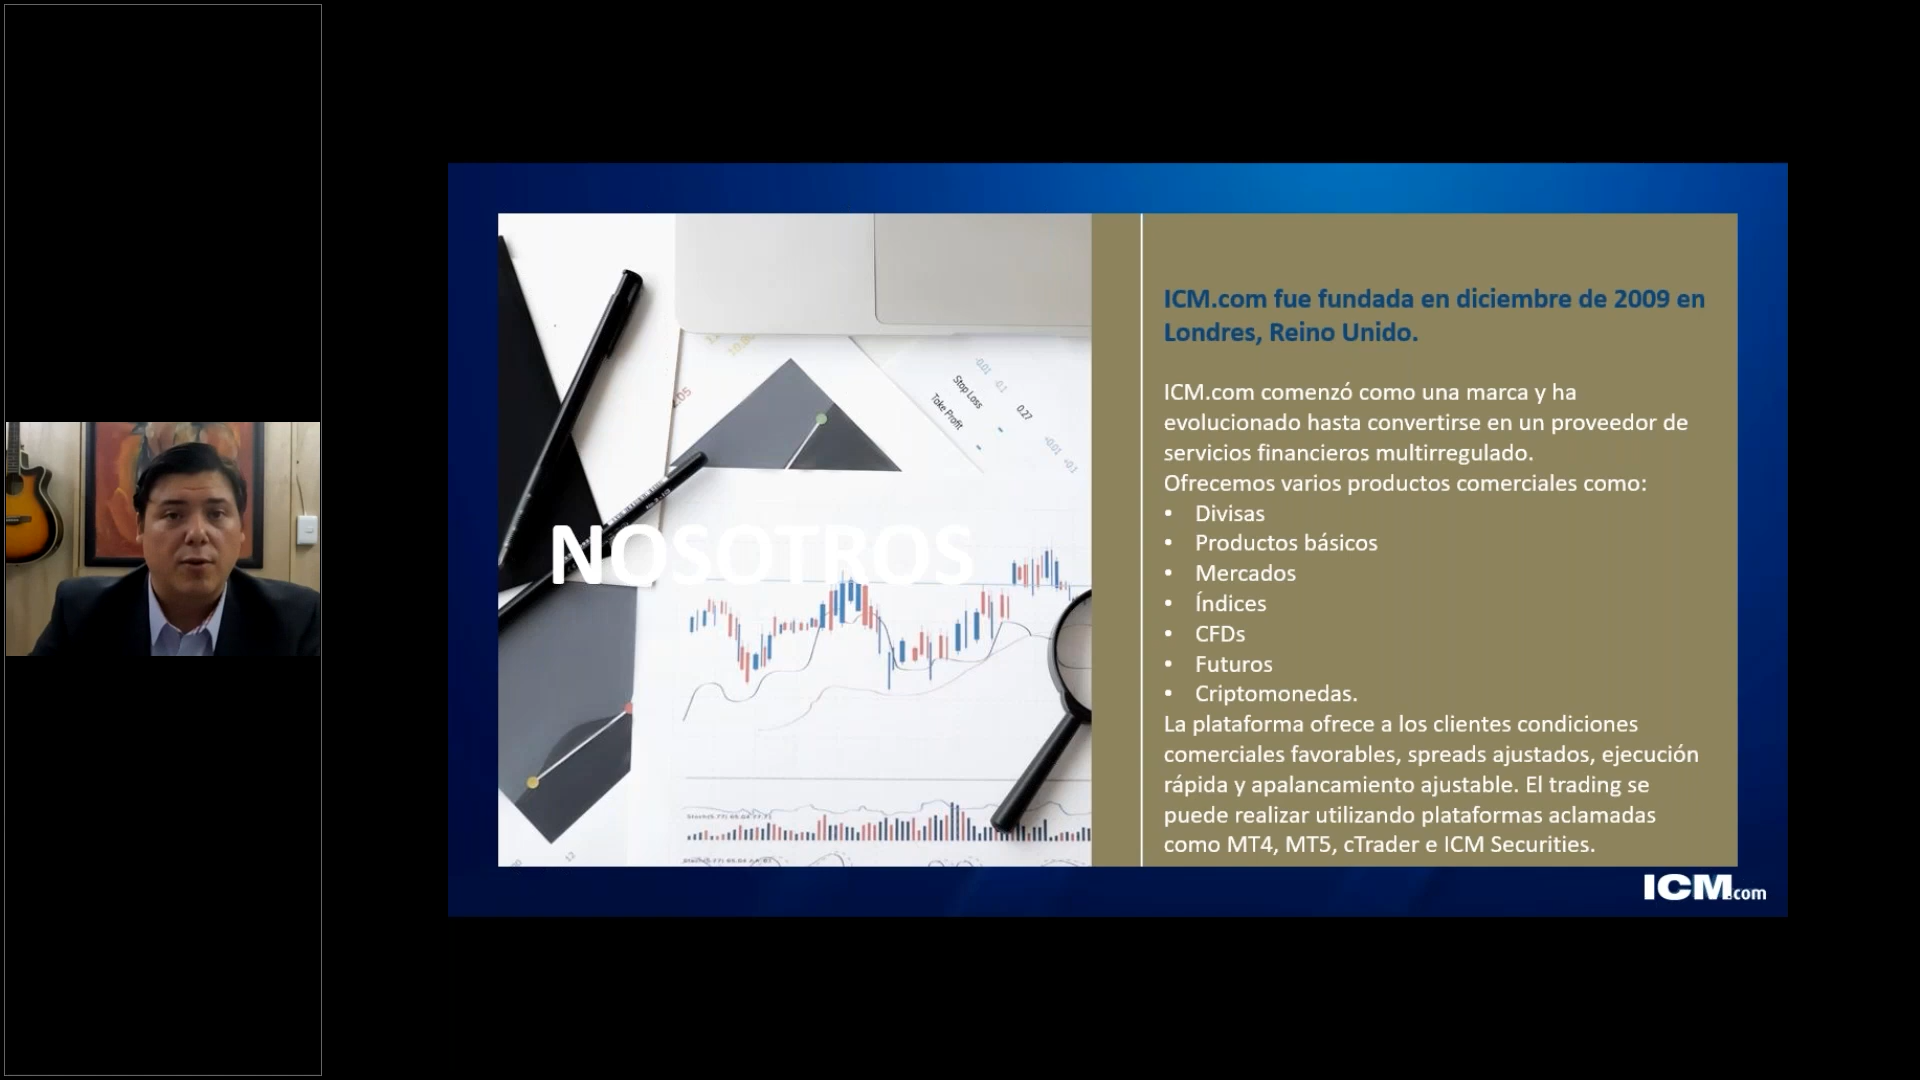 NOSOTROS
Stop Loss
Take Profit
0.27
ICM.com fue fundada en diciembre de 2009 en
Londres, Reino Unido.
ICM.com comenzó como una marca y ha
evolucionado hasta convertirse en un proveedor de
servicios financieros multirregulado.
Ofrecemos varios productos comerciales como:
• Divisas
• Productos básicos
• Mercados
• Índices
• CFDs
• Futuros
• Criptomonedas.
La plataforma ofrece a los clientes condiciones
comerciales favorables, spreads ajustados, ejecución
rápida y apalancamiento ajustable. El trading se
puede realizar utilizando plataformas aclamadas
como MT4, MT5, cTrader e ICM Securities.
ICM.com